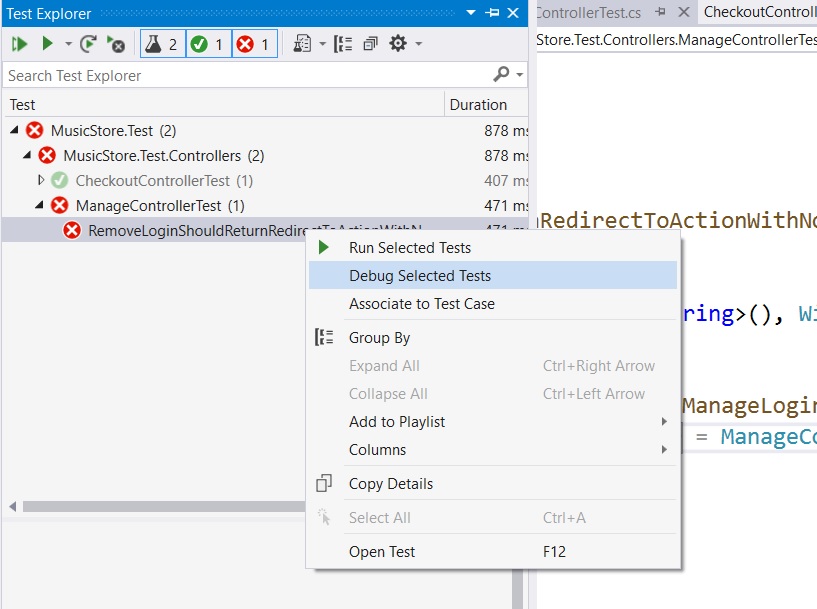 Test Explorer
2 1 1
Search Test Explorer
Test Duration
MusicStore.Test (2) 878 ms
MusicStore.Test.Controllers (2) 878 ms
CheckoutControllerTest (1) 407 ms
ManageControllerTest (1) 471 ms
RemoveLoginShouldReturnRedirectToActionWithN 471 ms
Run Selected Tests
Debug Selected Tests
Associate to Test Case
Group By
Expand All Ctrl+Right Arrow
Collapse All Ctrl+Left Arrow
Add to Playlist
Columns
Copy Details
Select All Ctrl+A
Open Test F12
ControllerTest.cs CheckoutControll
Store.Test.Controllers.ManageControllerTes
RedirectToActionWithNo
ring>(), Wi
ManageLogin
= ManageCo